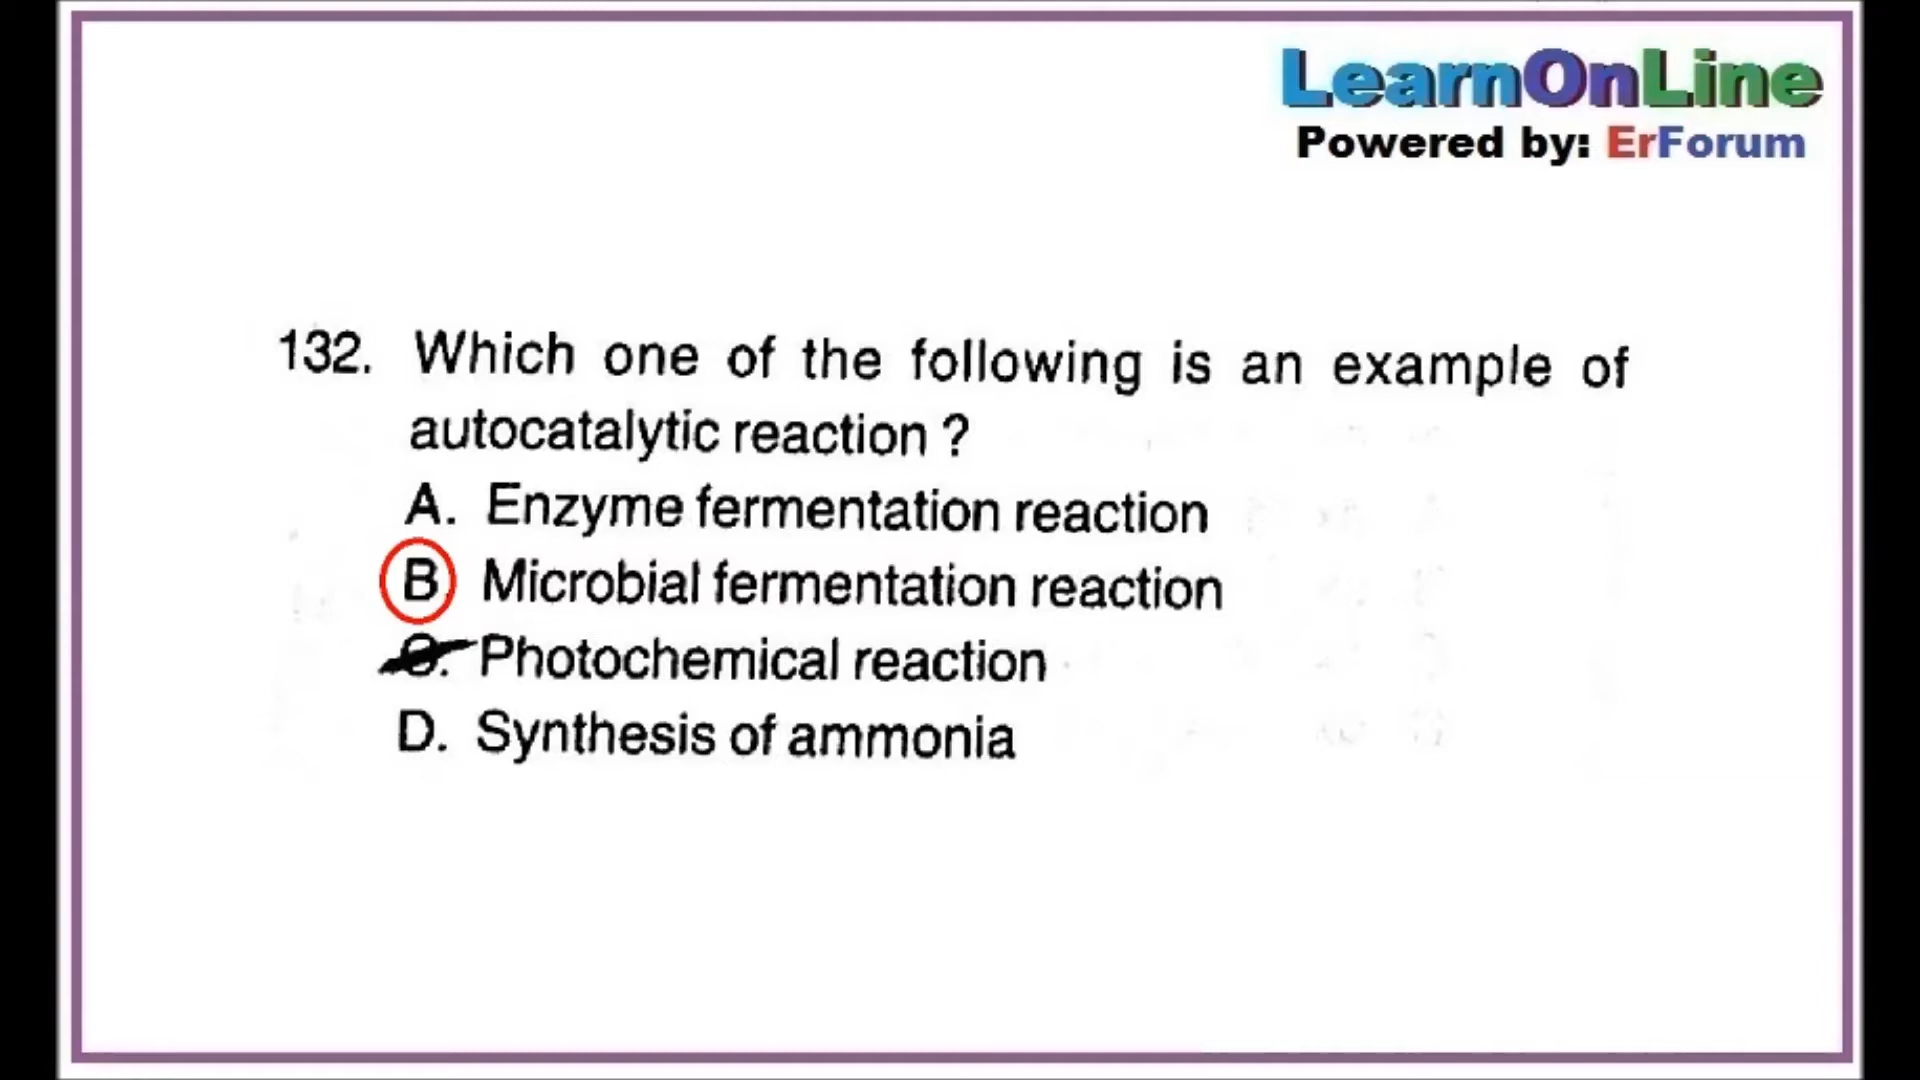 LearnOnLine
Powered by: ErForum
132. Which one of the following is an example of
autocatalytic reaction ?
A. Enzyme fermentation reaction
B Microbial fermentation reaction
C. Photochemical reaction
D. Synthesis of ammonia